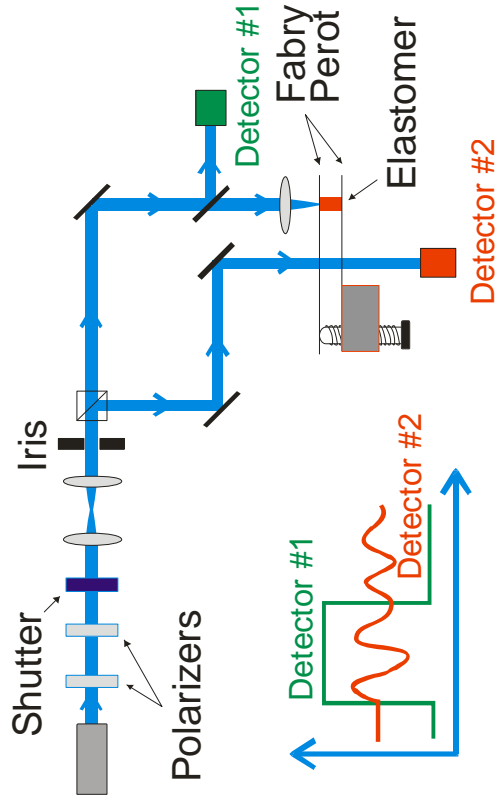 Shutter
Polarizers
Iris
Detector #1
Fabry
Perot
Elastomer
Detector #2
Detector #1
Detector #2